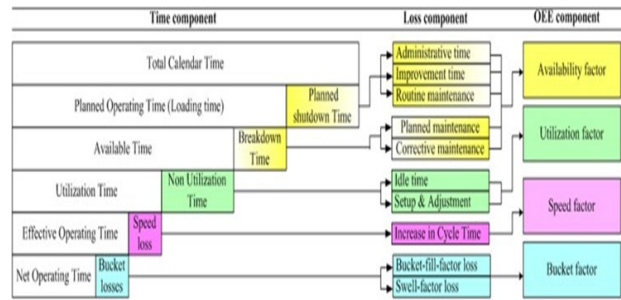 Time component Loss component OEE component
Total Calendar Time
Administrative time
Improvement time
Routine maintenance
Availability factor
Planned Operating Time (Loading time)
Planned
shutdown Time
Available Time
Breakdown
Time
Planned maintenance
Corrective maintenance
Utilization factor
Utilization Time
Non Utilization
Time
Idle time
Setup & Adjustment
Speed factor
Effective Operating Time
Speed
loss
Increase in Cycle Time
Net Operating Time
Bucket
losses
Bucket-fill-factor loss
Swell-factor loss
Bucket factor